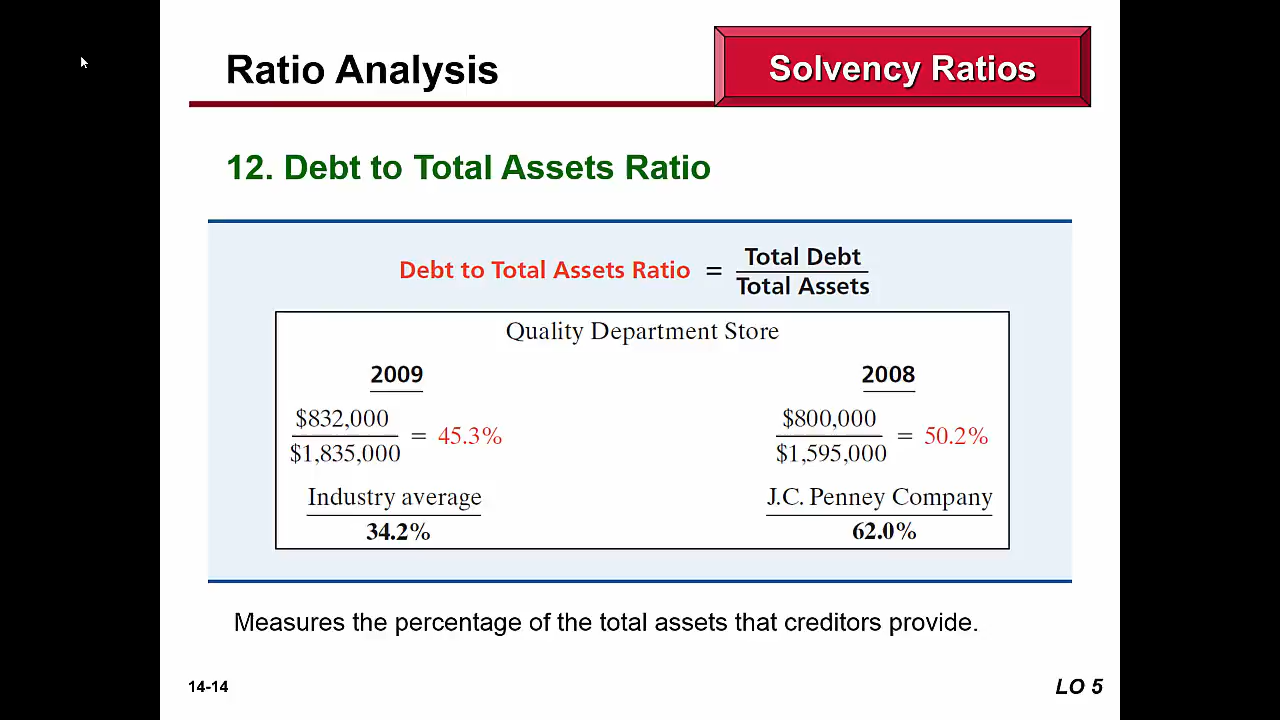 Ratio Analysis
Solvency Ratios
12. Debt to Total Assets Ratio
Debt to Total Assets Ratio = Total Debt
Total Assets
Quality Department Store
2009
2008
$832,000
$1,835,000
= 45.3%
$800,000
$1,595,000
= 50.2%
Industry average
34.2%
J.C. Penney Company
62.0%
Measures the percentage of the total assets that creditors provide.
14-14
LO 5